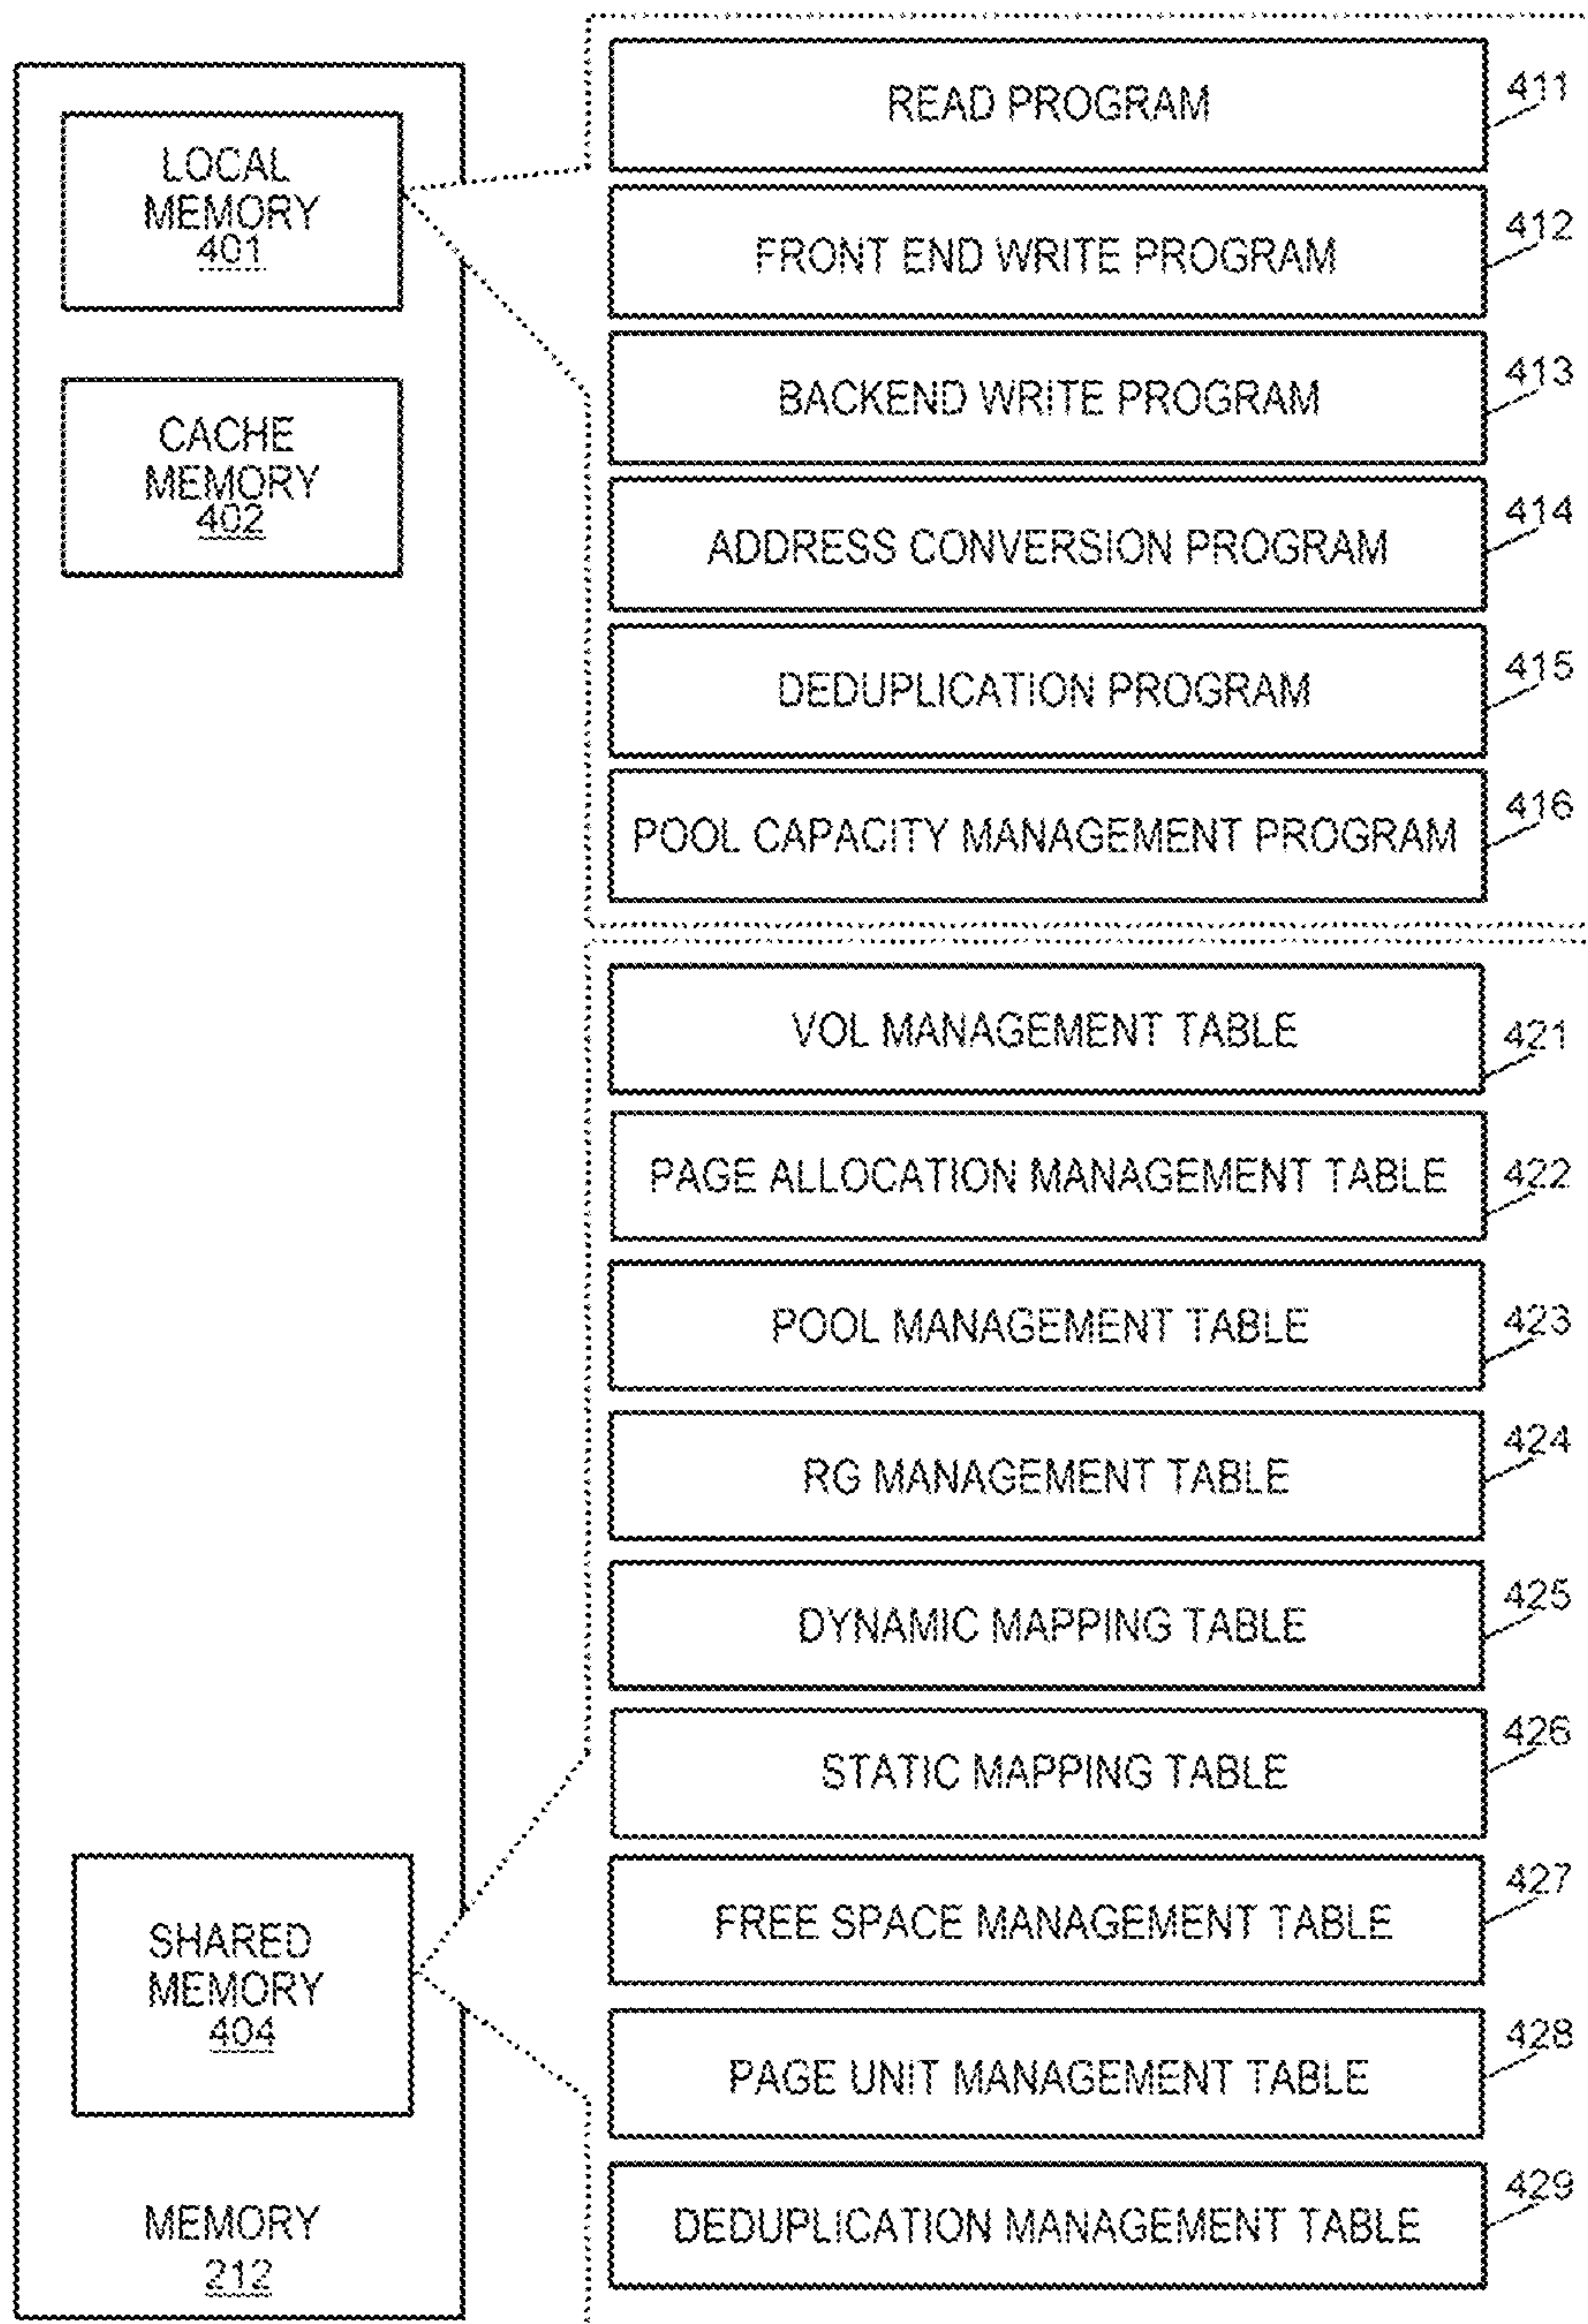 LOCAL
MEMORY
401
CACHE
MEMORY
402
SHARED
MEMORY
404
MEMORY
212
READ PROGRAM
411
FRONT END WRITE PROGRAM
412
BACKEND WRITE PROGRAM
413
ADDRESS CONVERSION PROGRAM
414
DEDUPLICATION PROGRAM
415
POOL CAPACITY MANAGEMENT PROGRAM
416
VOL MANAGEMENT TABLE
421
PAGE ALLOCATION MANAGEMENT TABLE
422
POOL MANAGEMENT TABLE
423
RG MANAGEMENT TABLE
424
DYNAMIC MAPPING TABLE
425
STATIC MAPPING TABLE
426
FREE SPACE MANAGEMENT TABLE
427
PAGE UNIT MANAGEMENT TABLE
428
DEDUPLICATION MANAGEMENT TABLE
429